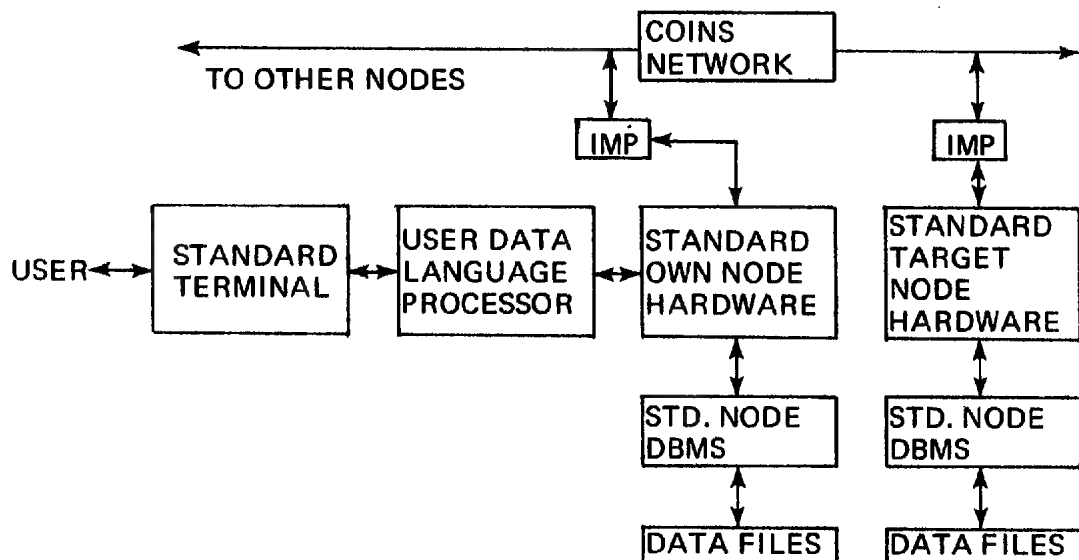 COINS
NETWORK
TO OTHER NODES
IMP
IMP
USER
STANDARD
TERMINAL
USER DATA
LANGUAGE
PROCESSOR
STANDARD
OWN NODE
HARDWARE
STANDARD
TARGET
NODE
HARDWARE
STD. NODE
DBMS
STD. NODE
DBMS
DATA FILES
DATA FILES